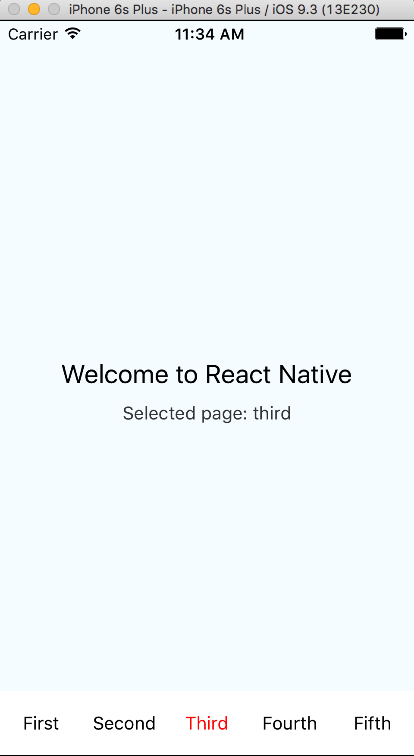 iPhone 6s Plus - iPhone 6s Plus / iOS 9.3 (13E230)
Carrier 11:34 AM
Welcome to React Native
Selected page: third
First Second Third Fourth Fifth